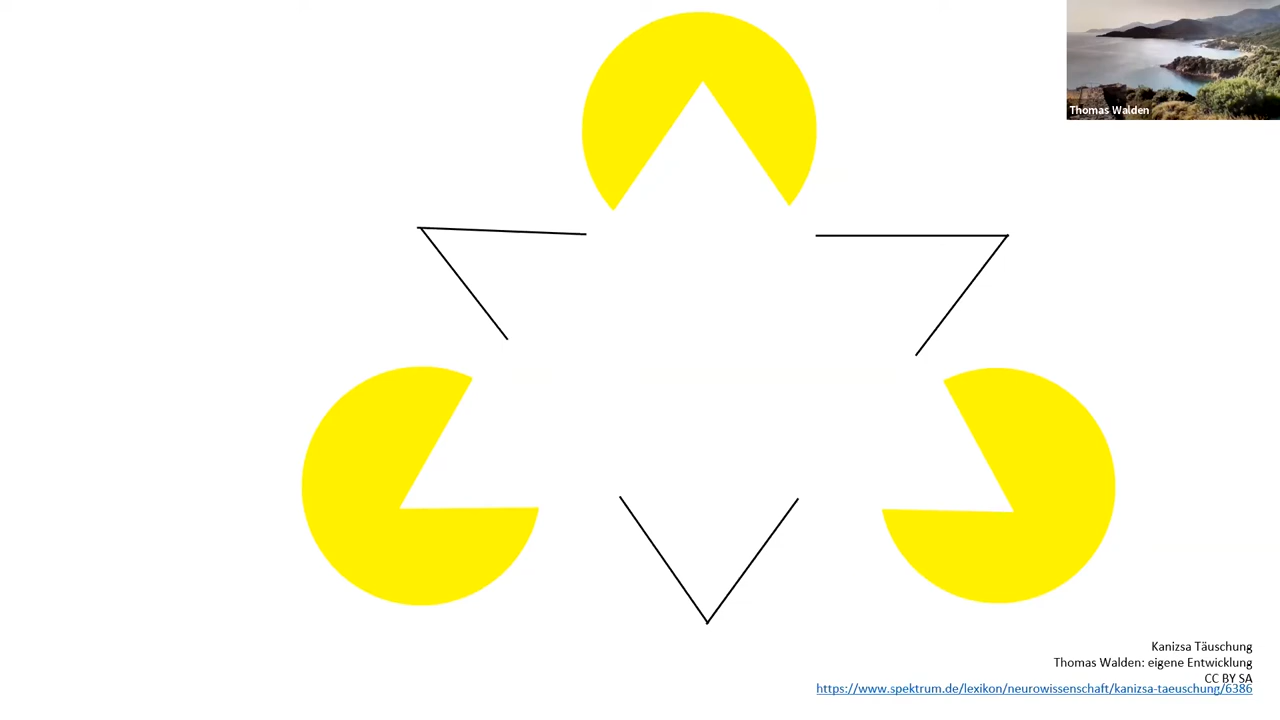 Thomas Walden
Kanizsa Täuschung
Thomas Walden: eigene Entwicklung
CC BY SA
https://www.spektrum.de/lexikon/neurowissenschaft/kanizsa-taeuschung/6386